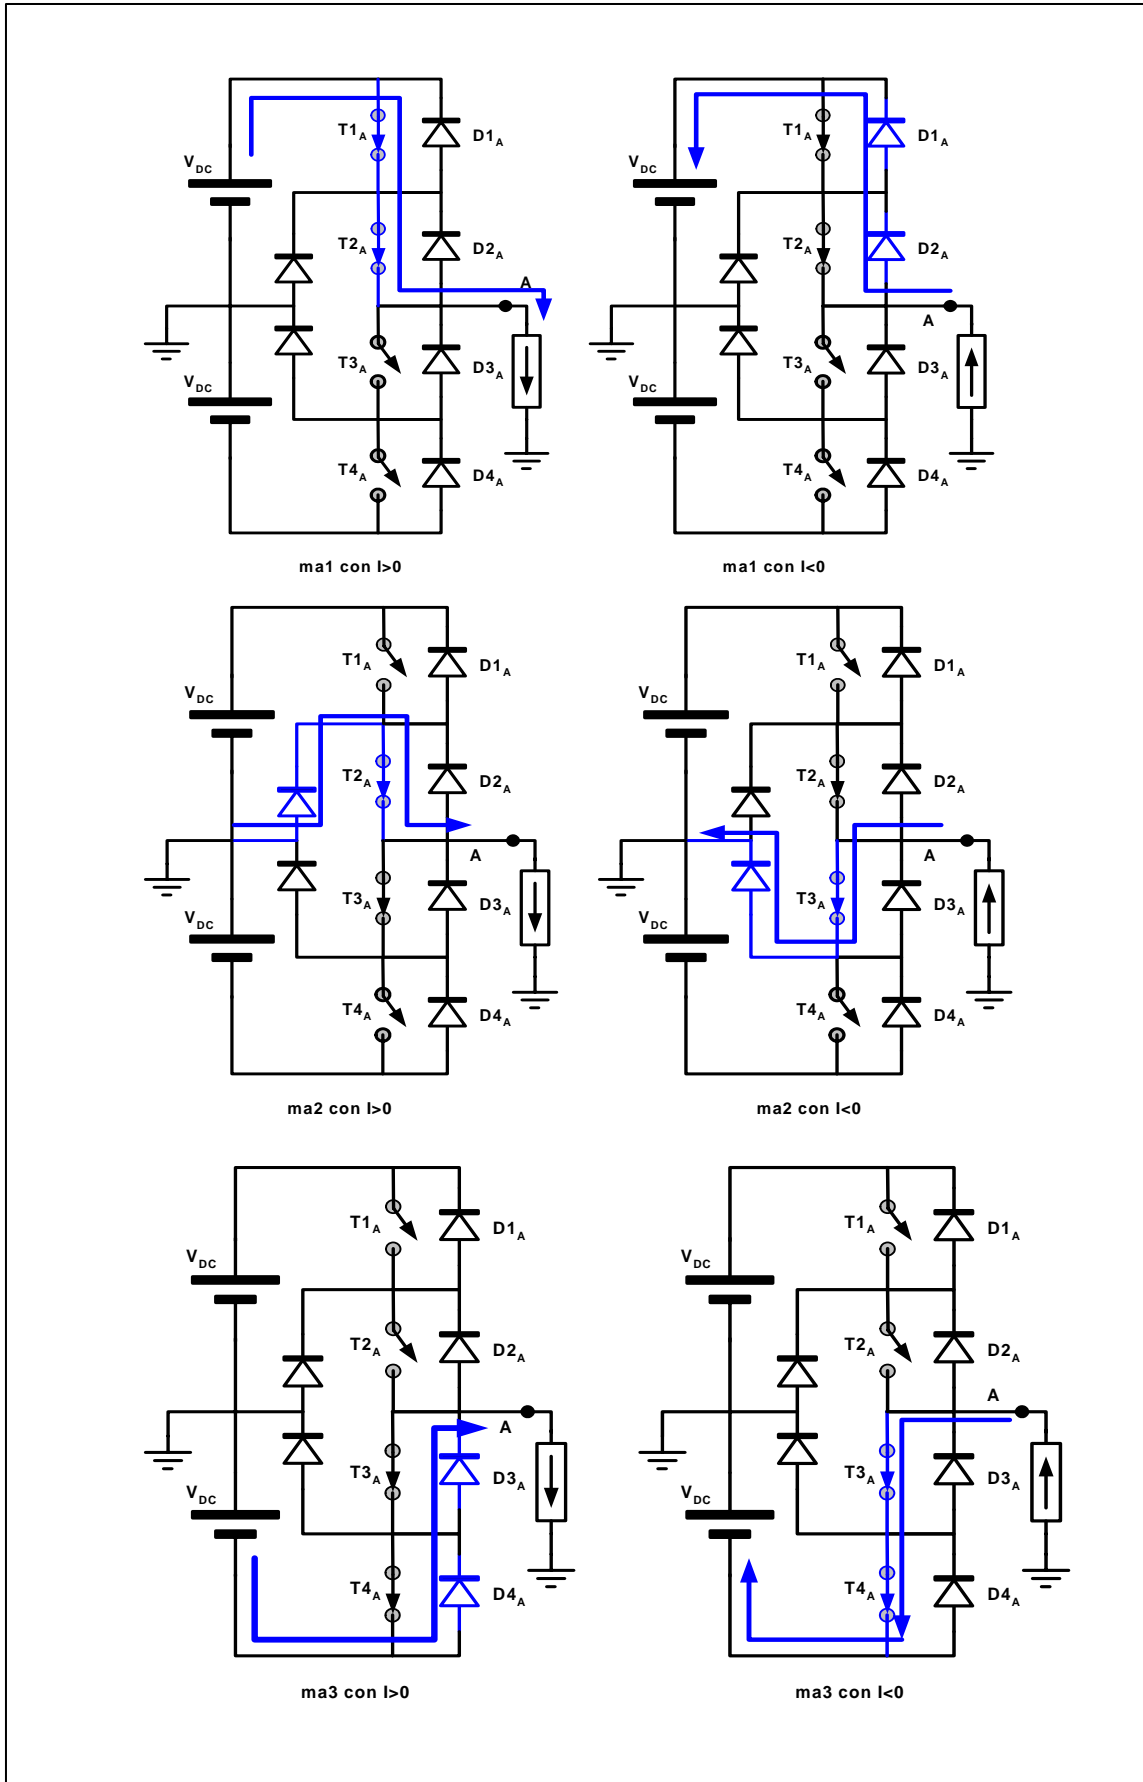 T1A
D1A
VDC
T2A
D2A
A
T3A
D3A
VDC
T4A
D4A
ma1 con I>0
T1A
D1A
VDC
T2A
D2A
A
T3A
D3A
VDC
T4A
D4A
ma1 con I<0
T1A
D1A
VDC
T2A
D2A
A
T3A
D3A
VDC
T4A
D4A
ma2 con I>0
T1A
D1A
VDC
T2A
D2A
A
T3A
D3A
VDC
T4A
D4A
ma2 con I<0
T1A
D1A
VDC
T2A
D2A
A
T3A
D3A
VDC
T4A
D4A
ma3 con I>0
T1A
D1A
VDC
T2A
D2A
A
T3A
D3A
VDC
T4A
D4A
ma3 con I<0